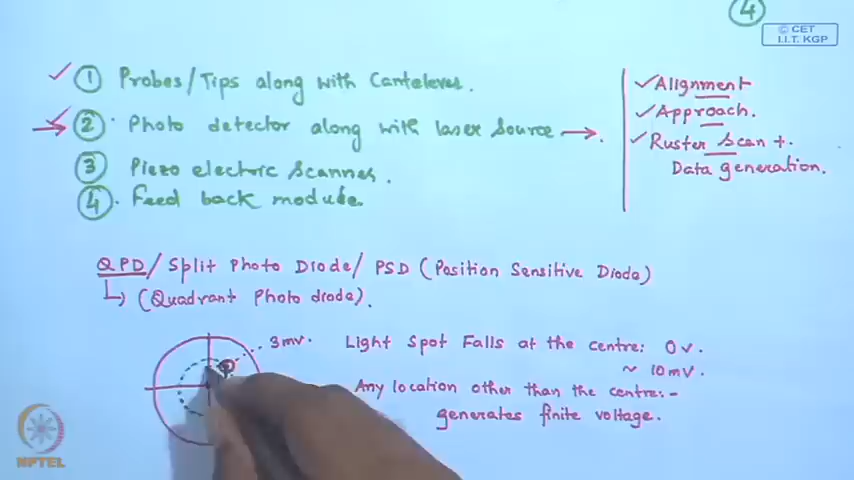 4
© CET
I.I.T. KGP
1 Probes/Tips along with Cantelever.
2. Photo detector along with laser Source
3 Piezo electric Scanner.
4. Feed back module.
Alignment
Approach.
Ruster Scan +
Data generation.
QPD/ Split Photo Diode/ PSD (Position Sensitive Diode)
(Quadrant Photo diode).
3mv. Light Spot Falls at the centre: 0v.
~ 10mv.
Any location other than the centre:-
generates finite voltage.
NPTEL